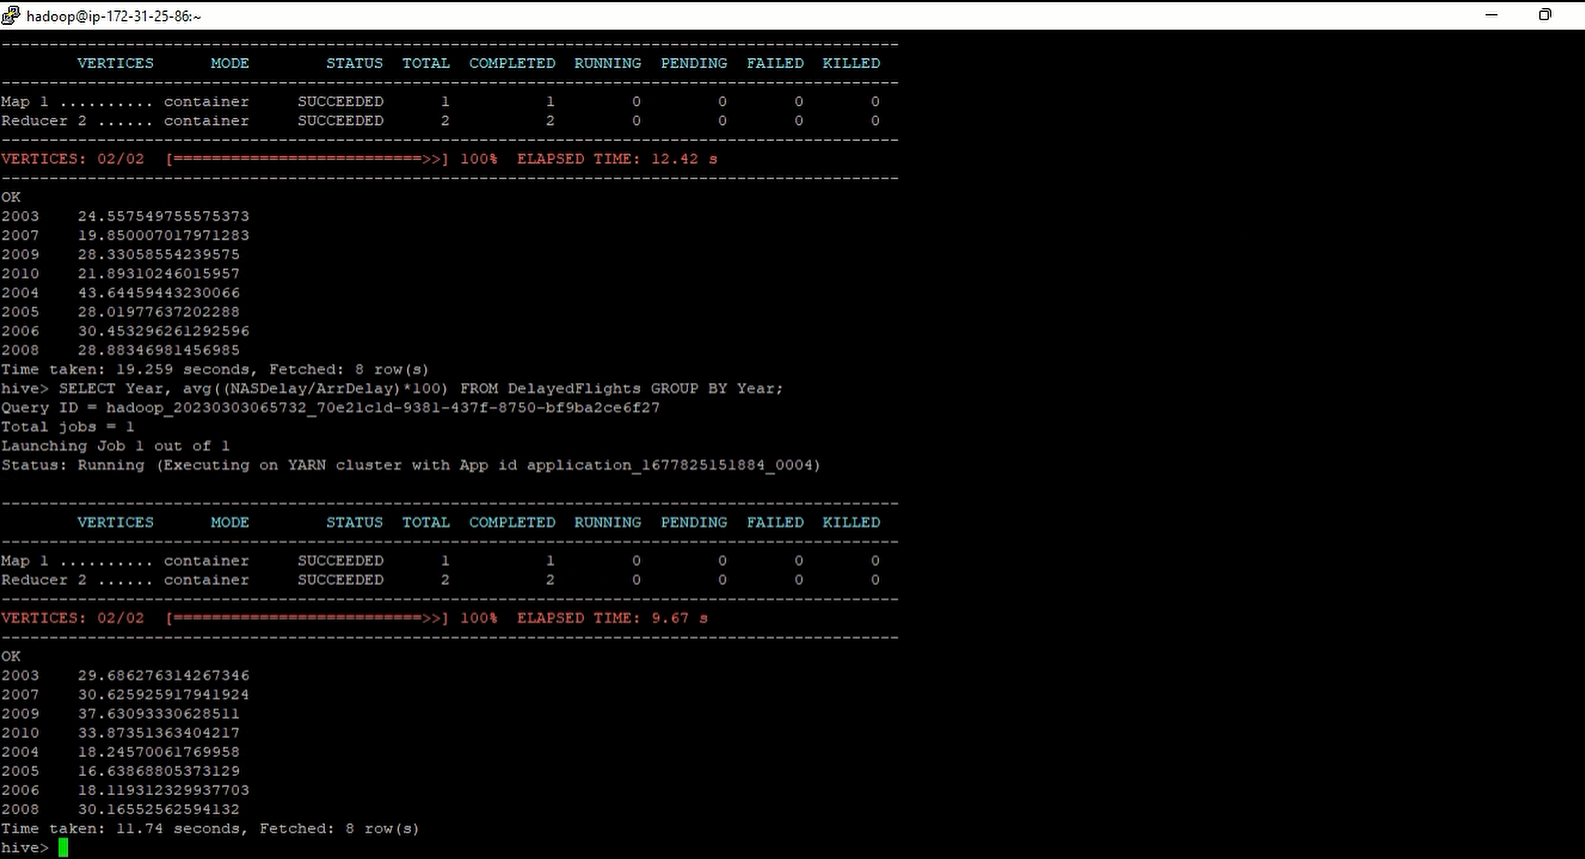 hadoop@ip-172-31-25-86:~
----------------------------------------------------------------------------------------------
        VERTICES      MODE        STATUS  TOTAL  COMPLETED  RUNNING  PENDING  FAILED  KILLED
----------------------------------------------------------------------------------------------
Map 1 .......... container     SUCCEEDED      1          1        0        0       0       0
Reducer 2 ...... container     SUCCEEDED      2          2        0        0       0       0
----------------------------------------------------------------------------------------------
VERTICES: 02/02  [==========================>>] 100%  ELAPSED TIME: 12.42 s
----------------------------------------------------------------------------------------------
OK
2003    24.557549755575373
2007    19.850007017971283
2009    28.33058554239575
2010    21.89310246015957
2004    43.64459443230066
2005    28.01977637202288
2006    30.453296261292596
2008    28.88346981456985
Time taken: 19.259 seconds, Fetched: 8 row(s)
hive> SELECT Year, avg((NASDelay/ArrDelay)*100) FROM DelayedFlights GROUP BY Year;
Query ID = hadoop_20230303065732_70e21c1d-9381-437f-8750-bf9ba2ce6f27
Total jobs = 1
Launching Job 1 out of 1
Status: Running (Executing on YARN cluster with App id application_1677825151884_0004)
----------------------------------------------------------------------------------------------
        VERTICES      MODE        STATUS  TOTAL  COMPLETED  RUNNING  PENDING  FAILED  KILLED
----------------------------------------------------------------------------------------------
Map 1 .......... container     SUCCEEDED      1          1        0        0       0       0
Reducer 2 ...... container     SUCCEEDED      2          2        0        0       0       0
----------------------------------------------------------------------------------------------
VERTICES: 02/02  [==========================>>] 100%  ELAPSED TIME: 9.67 s
----------------------------------------------------------------------------------------------
OK
2003    29.686276314267346
2007    30.625925917941924
2009    37.63093330628511
2010    33.87351363404217
2004    18.24570061769958
2005    16.63868805373129
2006    18.119312329937703
2008    30.16552562594132
Time taken: 11.74 seconds, Fetched: 8 row(s)
hive>